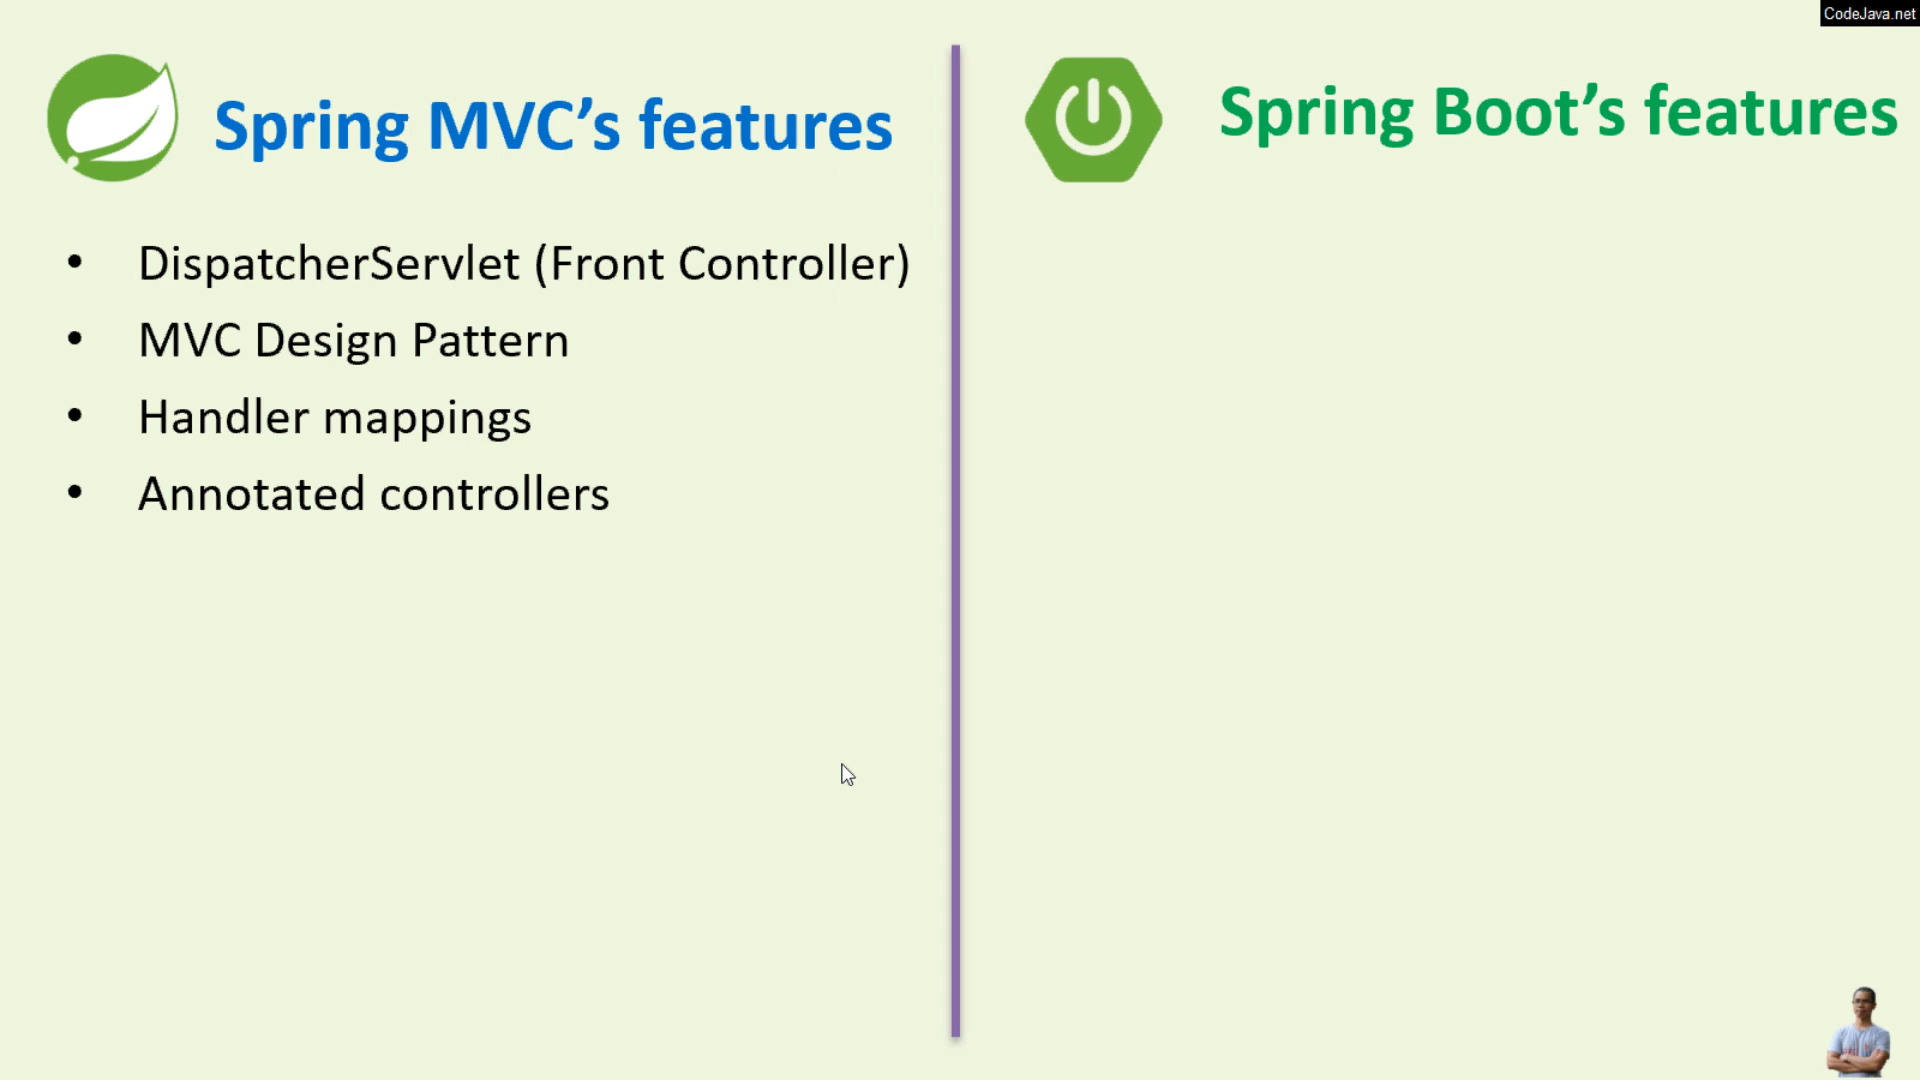 CodeJava.net
Spring MVC’s features
• DispatcherServlet (Front Controller)
• MVC Design Pattern
• Handler mappings
• Annotated controllers
Spring Boot’s features